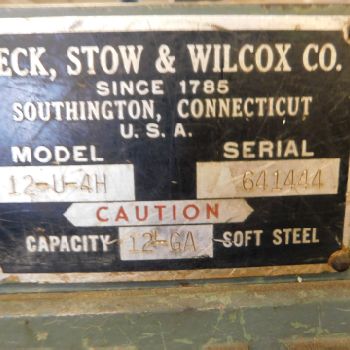 ECK, STOW & WILCOX CO.
SINCE 1785
SOUTHINGTON, CONNECTICUT
U. S. A.
MODEL SERIAL
12-U-4H 641444
CAUTION
CAPACITY 12-GA SOFT STEEL